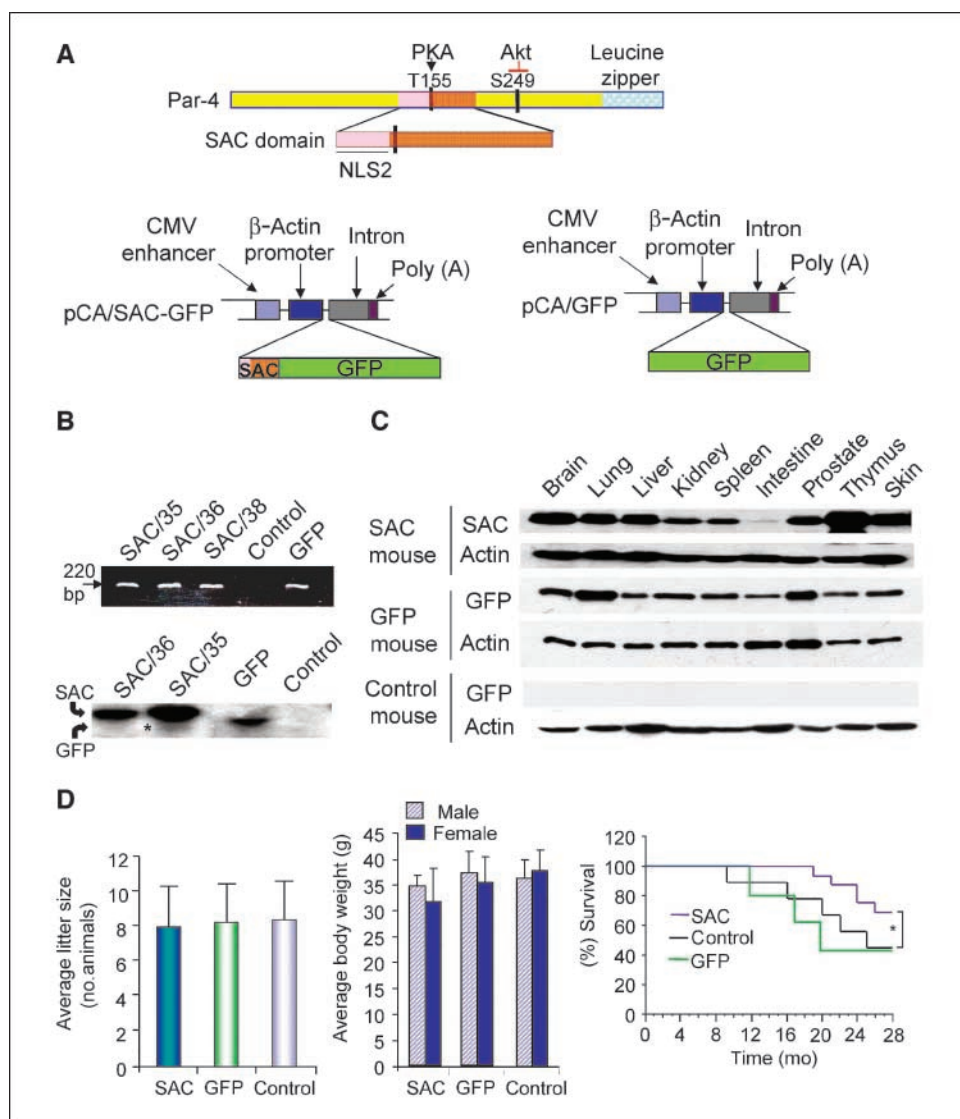 A
PKA
Akt
Leucine
zipper
T155
S249
Par-4
SAC domain
NLS2
CMV
enhancer
β-Actin
promoter
Intron
Poly (A)
pCA/SAC-GFP
SAC
GFP
CMV
enhancer
β-Actin
promoter
Intron
Poly (A)
pCA/GFP
GFP
B
SAC/35
SAC/36
SAC/38
Control
GFP
220
bp
SAC/36
SAC/35
GFP
Control
SAC
GFP
*
C
Brain
Lung
Liver
Kidney
Spleen
Intestine
Prostate
Thymus
Skin
SAC
mouse
SAC
Actin
GFP
mouse
GFP
Actin
Control
mouse
GFP
Actin
D
Average litter size
(no.animals)
12
10
8
6
4
2
0
SAC GFP Control
Male
Female
Average body weight (g)
45
40
35
30
25
20
15
10
5
0
SAC GFP Control
(%) Survival
120
100
80
60
40
20
0
SAC
Control
GFP
*
0 4 8 12 16 20 24 28
Time (mo)